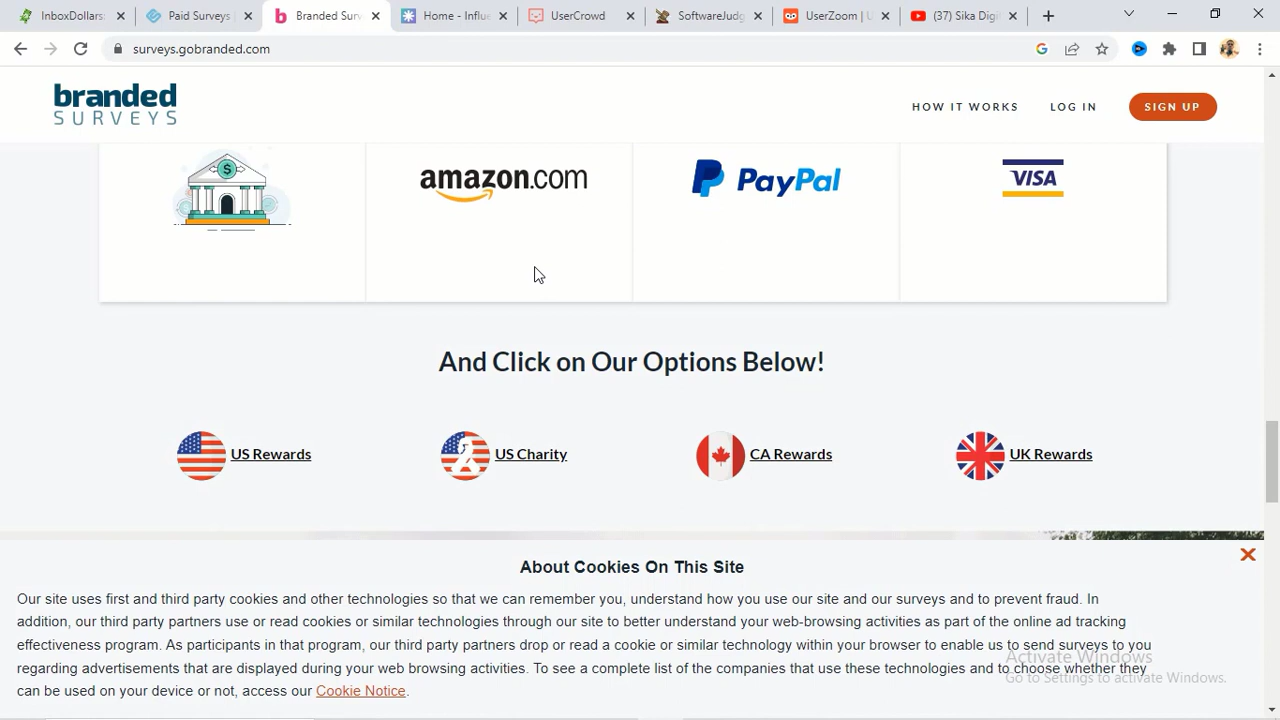 InboxDollars:
Paid Surveys |
Branded Surv
Home - Influe
UserCrowd
SoftwareJudg
UserZoom | U
(37) Sika Digi
surveys.gobranded.com
branded
SURVEYS
HOW IT WORKS
LOG IN
SIGN UP
$
amazon.com
PayPal
VISA
And Click on Our Options Below!
US Rewards
US Charity
CA Rewards
UK Rewards
About Cookies On This Site
Our site uses first and third party cookies and other technologies so that we can remember you, understand how you use our site and our surveys and to prevent fraud. In
addition, our third party partners use or read cookies or similar technologies through our site to better understand your web-browsing activities as part of the online ad tracking
effectiveness program. As participants in that program, our third party partners drop or read a cookie or similar technology within your browser to enable us to send surveys to you
regarding advertisements that are displayed during your web browsing activities. To see a complete list of the companies that use these technologies and to choose whether they
can be used on your device or not, access our Cookie Notice.
Activate Windows
Go to Settings to activate Windows.